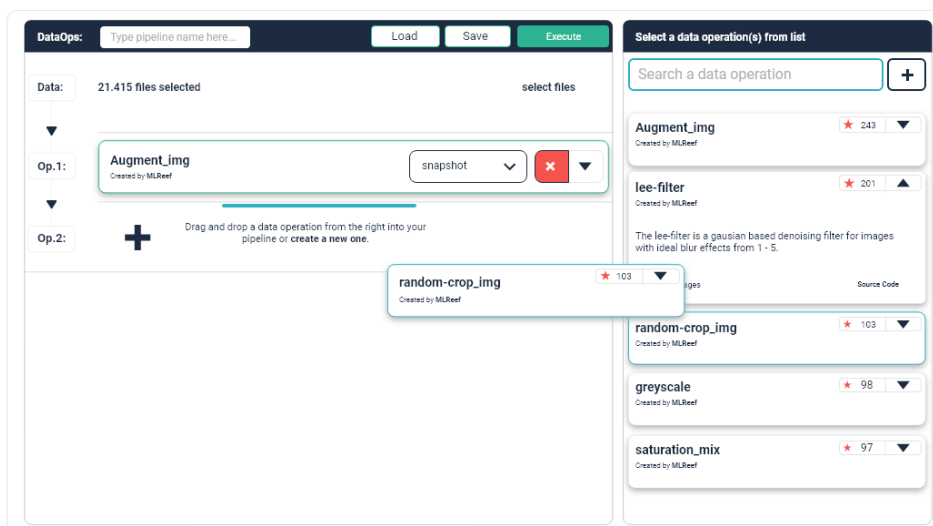 DataOps:
Type pipeline name here...
Load
Save
Execute
Data:
21.415 files selected
select files
Op.1:
Augment_img
Created by MLReef
snapshot
Op.2:
Drag and drop a data operation from the right into your
pipeline or create a new one.
random-crop_img
103
Created by MLReef
Select a data operation(s) from list
Search a data operation
Augment_img
243
Created by MLReef
lee-filter
201
Created by MLReef
The lee-filter is a gausian based denoising filter for images
with ideal blur effects from 1 - 5.
Source Code
random-crop_img
103
Created by MLReef
greyscale
98
Created by MLReef
saturation_mix
97
Created by MLReef